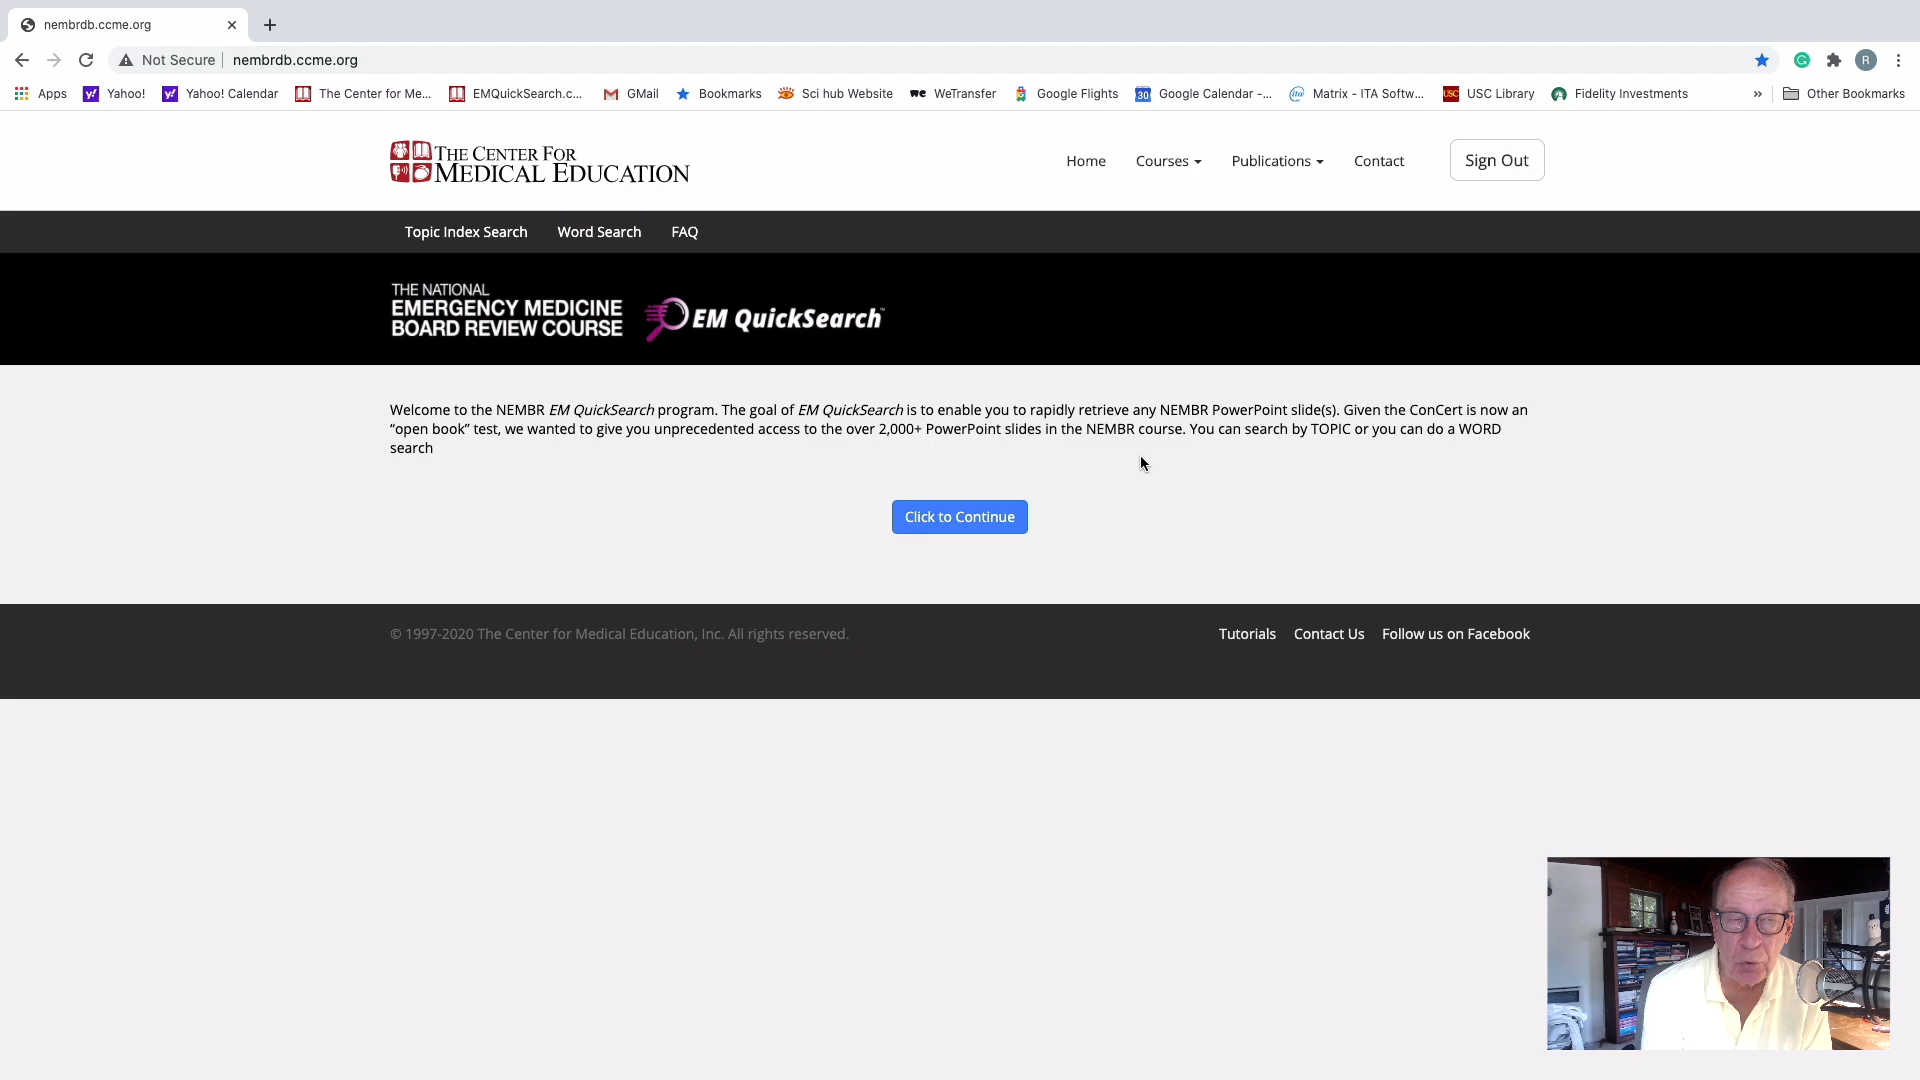 nembrdb.ccme.org
Not Secure
nembrdb.ccme.org
R
Apps
Yahoo!
Yahoo! Calendar
The Center for Me...
EMQuickSearch.c...
GMail
Bookmarks
Sci hub Website
WeTransfer
Google Flights
Google Calendar -...
Matrix - ITA Softw...
USC Library
Fidelity Investments
»
Other Bookmarks
THE CENTER FOR
MEDICAL EDUCATION
Home
Courses
Publications
Contact
Sign Out
Topic Index Search
Word Search
FAQ
THE NATIONAL
EMERGENCY MEDICINE
BOARD REVIEW COURSE
EM QuickSearch™
Welcome to the NEMBR EM QuickSearch program. The goal of EM QuickSearch is to enable you to rapidly retrieve any NEMBR PowerPoint slide(s). Given the ConCert is now an
“open book” test, we wanted to give you unprecedented access to the over 2,000+ PowerPoint slides in the NEMBR course. You can search by TOPIC or you can do a WORD
search
Click to Continue
© 1997-2020 The Center for Medical Education, Inc. All rights reserved.
Tutorials
Contact Us
Follow us on Facebook